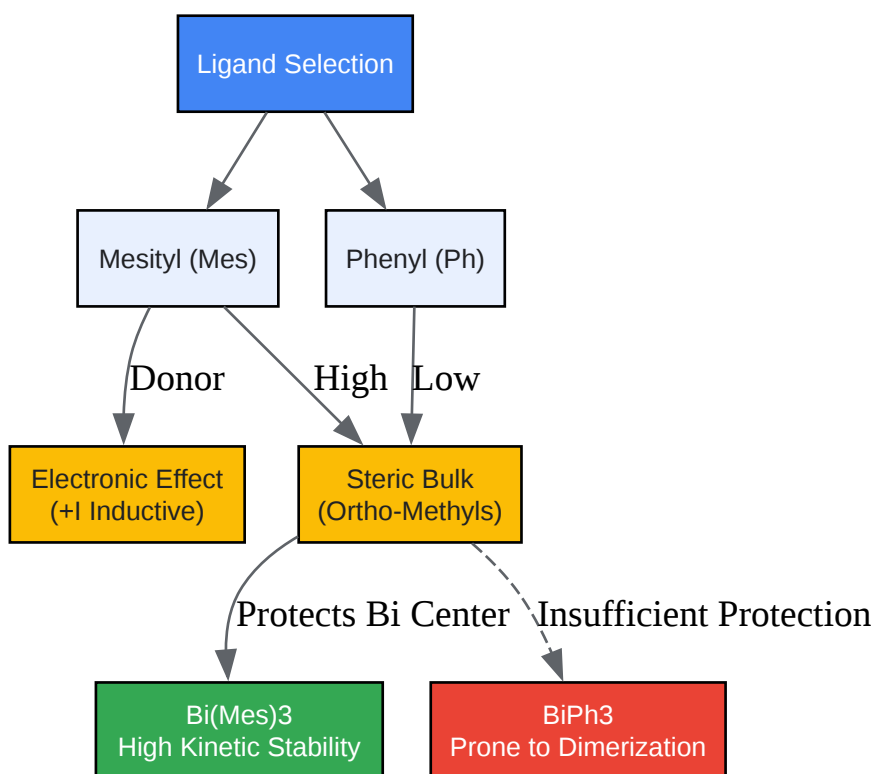 Ligand Selection
Mesityl (Mes)
Phenyl (Ph)
Donor
High
Low
Electronic Effect
(+I Inductive)
Steric Bulk
(Ortho-Methyls)
Protects Bi Center
Insufficient Protection
Bi(Mes)3
High Kinetic Stability
BiPh3
Prone to Dimerization